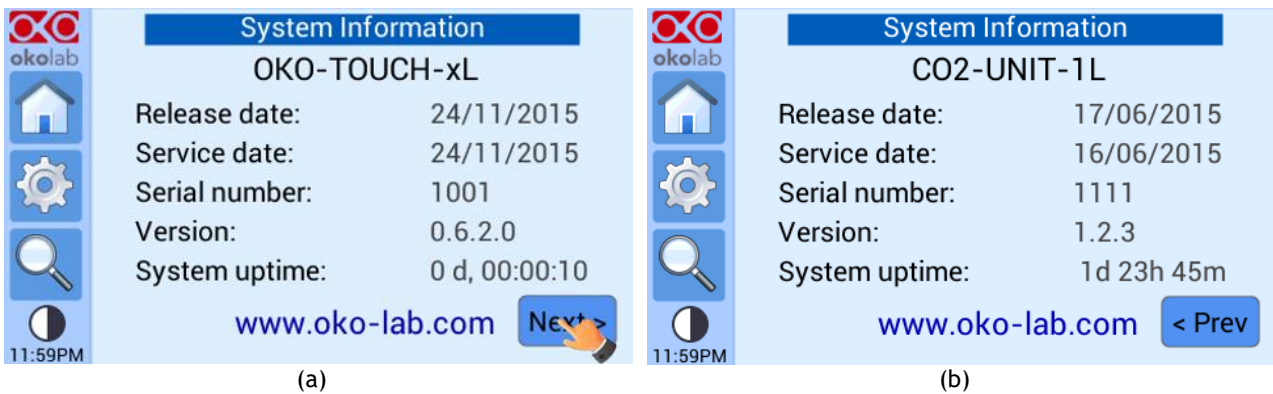 System Information
okolab
OKO-TOUCH-xL
Release date: 24/11/2015
Service date: 24/11/2015
Serial number: 1001
Version: 0.6.2.0
System uptime: 0 d, 00:00:10
www.oko-lab.com Next >
11:59PM
(a)
System Information
okolab
CO2-UNIT-1L
Release date: 17/06/2015
Service date: 16/06/2015
Serial number: 1111
Version: 1.2.3
System uptime: 1d 23h 45m
www.oko-lab.com < Prev
11:59PM
(b)